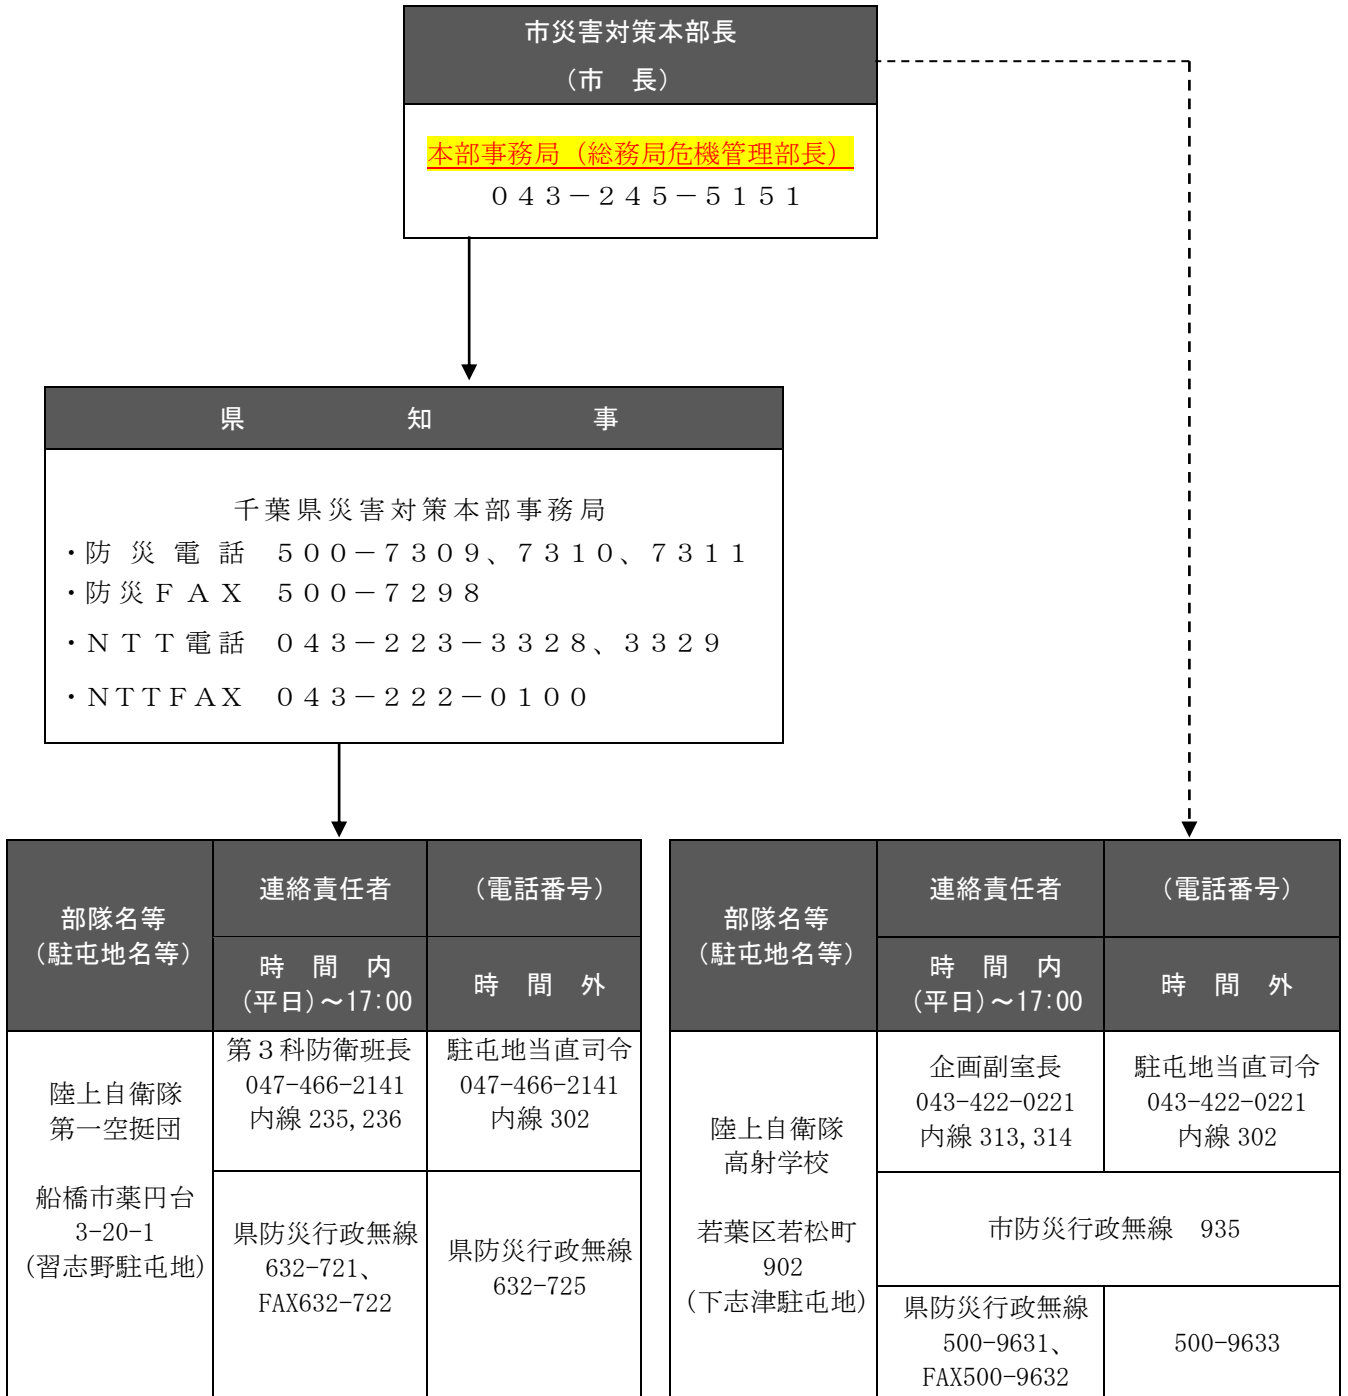 市災害対策本部長
（市　長）
本部事務局（総務局危機管理部長）
０４３－２４５－５１５１
県　知　事
千葉県災害対策本部事務局
・防 災 電 話　５００－７３０９、７３１０、７３１１
・防災ＦＡＸ　５００－７２９８
・ＮＴＴ電話　０４３－２２３－３３２８、３３２９
・ＮＴＴＦＡＸ　０４３－２２２－０１００
部隊名等
（駐屯地名等）
連絡責任者
（電話番号）
時　間　内
(平日)～17:00
時　間　外
陸上自衛隊
第一空挺団
船橋市薬円台
3-20-1
(習志野駐屯地)
第３科防衛班長
047-466-2141
内線 235,236
駐屯地当直司令
047-466-2141
内線 302
県防災行政無線
632-721、
FAX632-722
県防災行政無線
632-725
部隊名等
（駐屯地名等）
連絡責任者
（電話番号）
時　間　内
(平日)～17:00
時　間　外
陸上自衛隊
高射学校
若葉区若松町
902
(下志津駐屯地)
企画副室長
043-422-0221
内線 313,314
駐屯地当直司令
043-422-0221
内線 302
市防災行政無線　935
県防災行政無線
500-9631、
FAX500-9632
500-9633